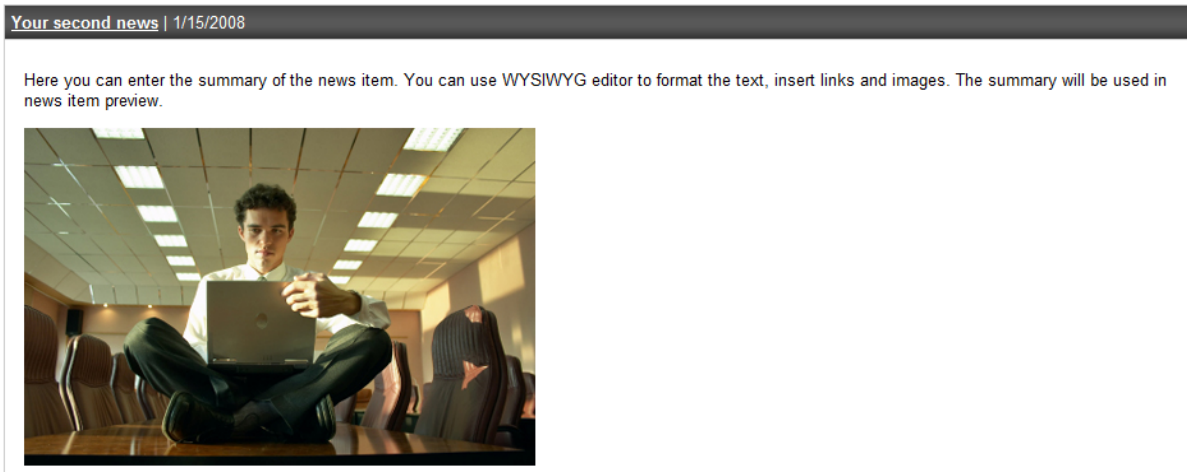 Your second news | 1/15/2008
Here you can enter the summary of the news item. You can use WYSIWYG editor to format the text, insert links and images. The summary will be used in
news item preview.